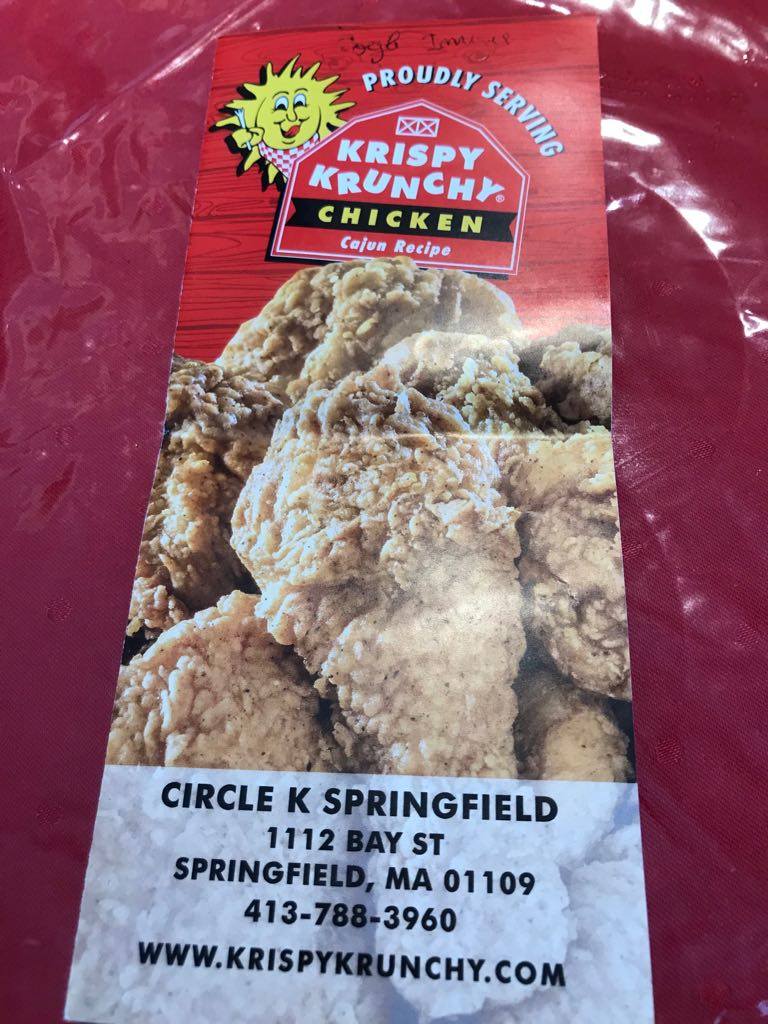 PROUDLY SERVING
KRISPY
KRUNCHY®
CHICKEN
Cajun Recipe
CIRCLE K SPRINGFIELD
1112 BAY ST
SPRINGFIELD, MA 01109
413-788-3960
WWW.KRISPYKRUNCHY.COM